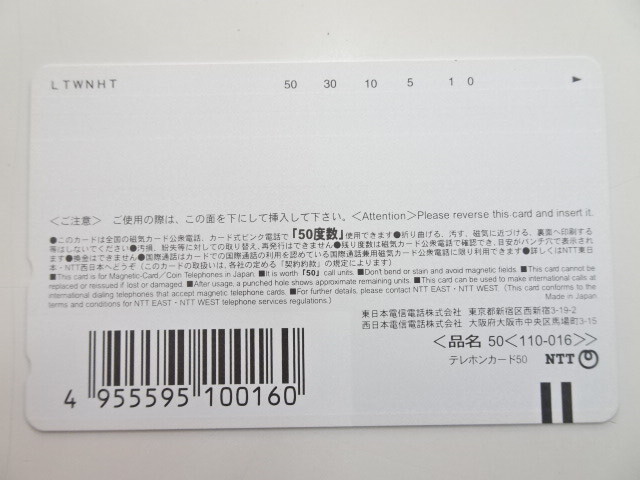 LTWNHT 50 30 10 5 1 0 ▶
＜ご注意＞ ご使用の際は、この面を下にして挿入して下さい。＜Attention＞Please reverse this card and insert it.
●このカードは全国の磁気カード公衆電話、カード式ピンク電話で「50度数」使用できます●折り曲げる、汚す、磁気に近づける、裏面へ印刷する
等はしないでください●汚損、紛失等に対しての取り替え、再発行はできません●残り度数は磁気カード公衆電話で確認でき、目安がパンチ穴で表示され
ます●換金はできません●国際通話はカードでの国際通話の利用を認めている国際通話兼用磁気カード公衆電話に限り利用できます●詳しくはNTT東日
本・NTT西日本へどうぞ（このカードの取扱いは、各社の定める「契約約款」の規定によります）
■This card is for Magnetic-Card／Coin Telephones in Japan. ■It is worth「50」call units. ■Don't bend or stain and avoid magnetic fields. ■This card cannot be
replaced or reissued if lost or damaged. ■After usage, a punched hole shows approximate remaining units. ■This card can be used to make international calls at
international dialing telephones that accept magnetic telephone cards. ■For further details, please contact NTT EAST・NTT WEST. (This card conforms to the
terms and conditions for NTT EAST・NTT WEST telephone services regulations.) Made in Japan
東日本電信電話株式会社 東京都新宿区西新宿3-19-2
西日本電信電話株式会社 大阪府大阪市中央区馬場町3-15
＜品名 50＜110-016＞
テレホンカード50 NTT
4 955595 100160